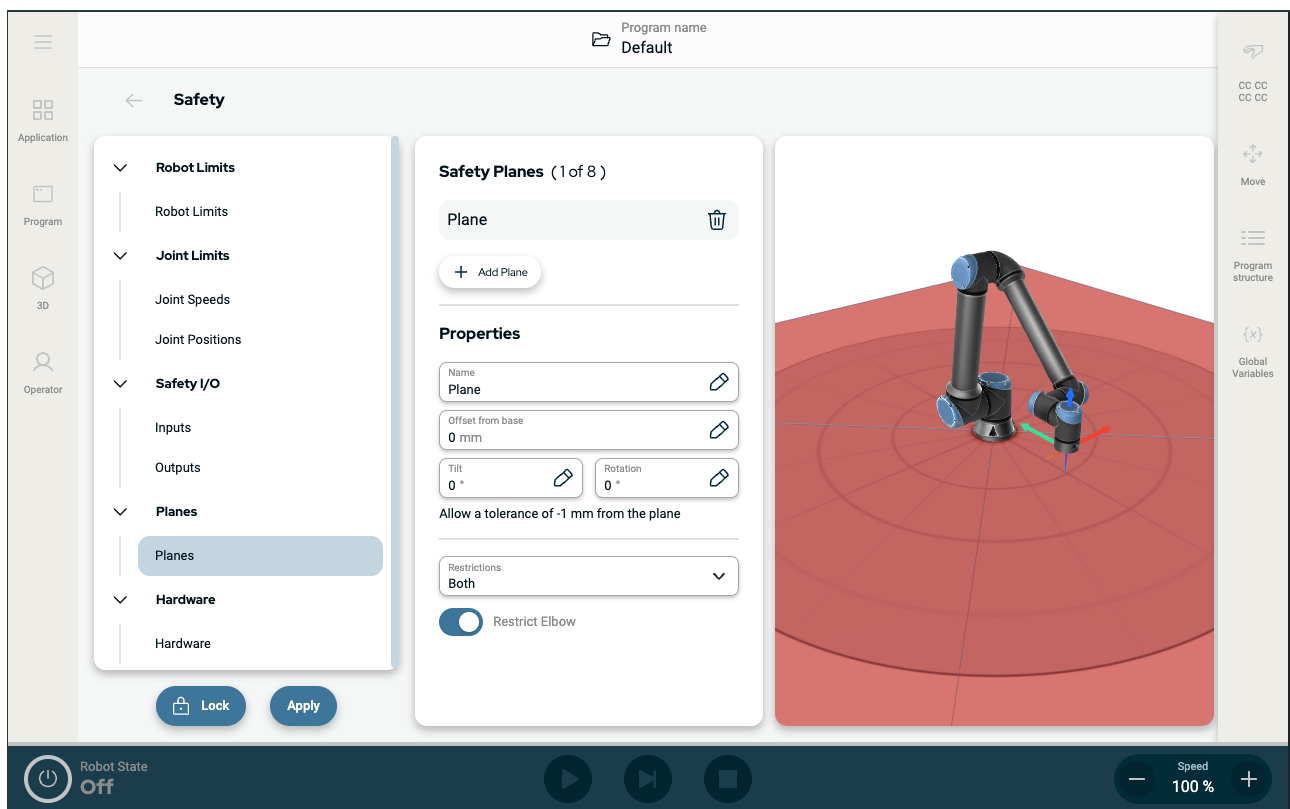 Program name
Default
Application
Program
3D
Operator
Safety
Robot Limits
Robot Limits
Joint Limits
Joint Speeds
Joint Positions
Safety I/O
Inputs
Outputs
Planes
Planes
Hardware
Hardware
Lock
Apply
Safety Planes ( 1 of 8 )
Plane
Add Plane
Properties
Name
Plane
Offset from base
0 mm
Tilt
0 °
Rotation
0 °
Allow a tolerance of -1 mm from the plane
Restrictions
Both
Restrict Elbow
CC CC
CC CC
Move
Program
structure
{x}
Global
Variables
Robot State
Off
Speed
100 %